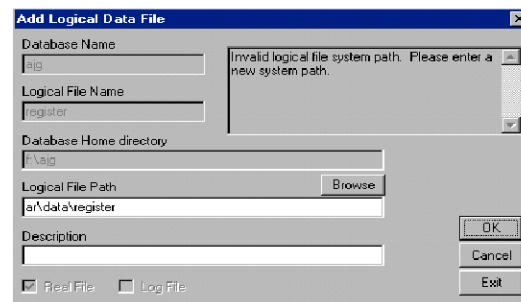 Add Logical Data File
Database Name
ajg
Invalid logical file system path. Please enter a
new system path.
Logical File Name
register
Database Home directory
f:\ajg
Logical File Path
Browse
ar\data\register
Description
OK
Cancel
Exit
Real File
Log File